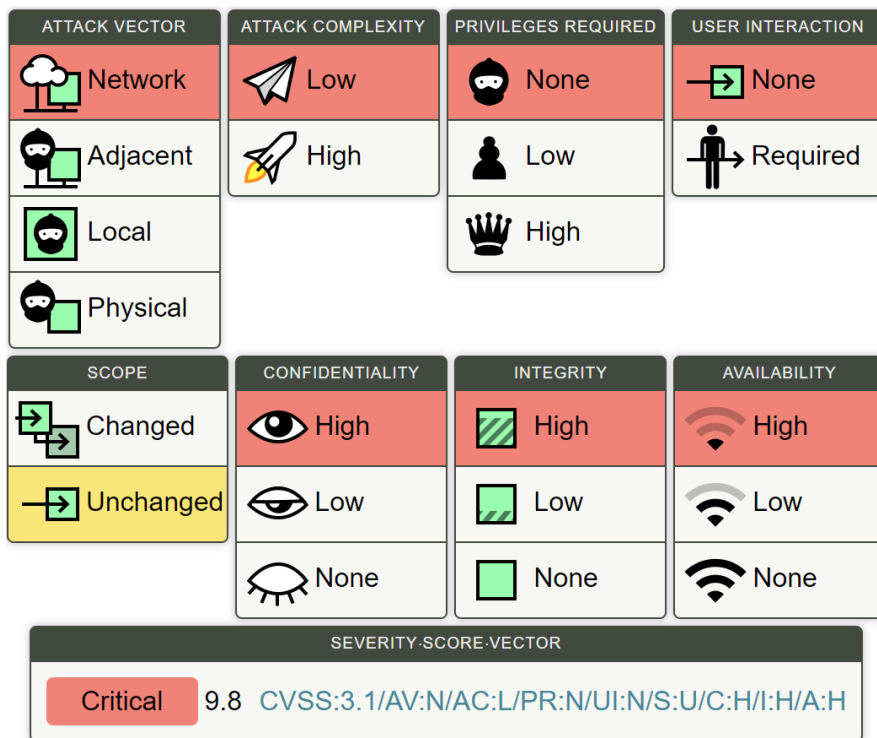 ATTACK VECTOR
Network
Adjacent
Local
Physical
ATTACK COMPLEXITY
Low
High
PRIVILEGES REQUIRED
None
Low
High
USER INTERACTION
None
Required
SCOPE
Changed
Unchanged
CONFIDENTIALITY
High
Low
None
INTEGRITY
High
Low
None
AVAILABILITY
High
Low
None
SEVERITY·SCORE·VECTOR
Critical 9.8 CVSS:3.1/AV:N/AC:L/PR:N/UI:N/S:U/C:H/I:H/A:H